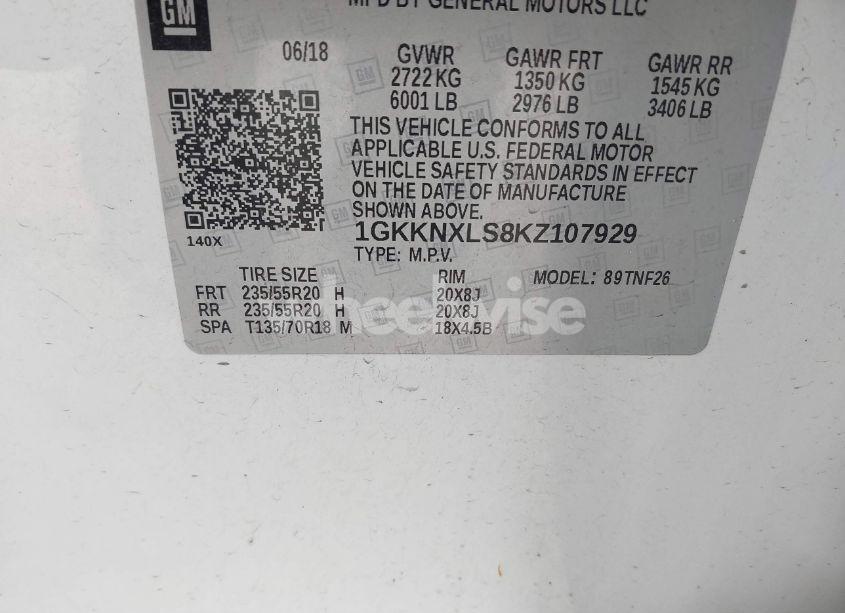 GM
MFD BY GENERAL MOTORS LLC
06/18 GVWR GAWR FRT GAWR RR
2722 KG 1350 KG 1545 KG
6001 LB 2976 LB 3406 LB
THIS VEHICLE CONFORMS TO ALL
APPLICABLE U.S. FEDERAL MOTOR
VEHICLE SAFETY STANDARDS IN EFFECT
ON THE DATE OF MANUFACTURE
SHOWN ABOVE.
140X
1GKKNXLS8KZ107929
TYPE: M.P.V.
TIRE SIZE RIM MODEL: 89TNF26
FRT 235/55R20 H 20X8J
RR 235/55R20 H 20X8J
SPA T135/70R18 M 18X4.5B